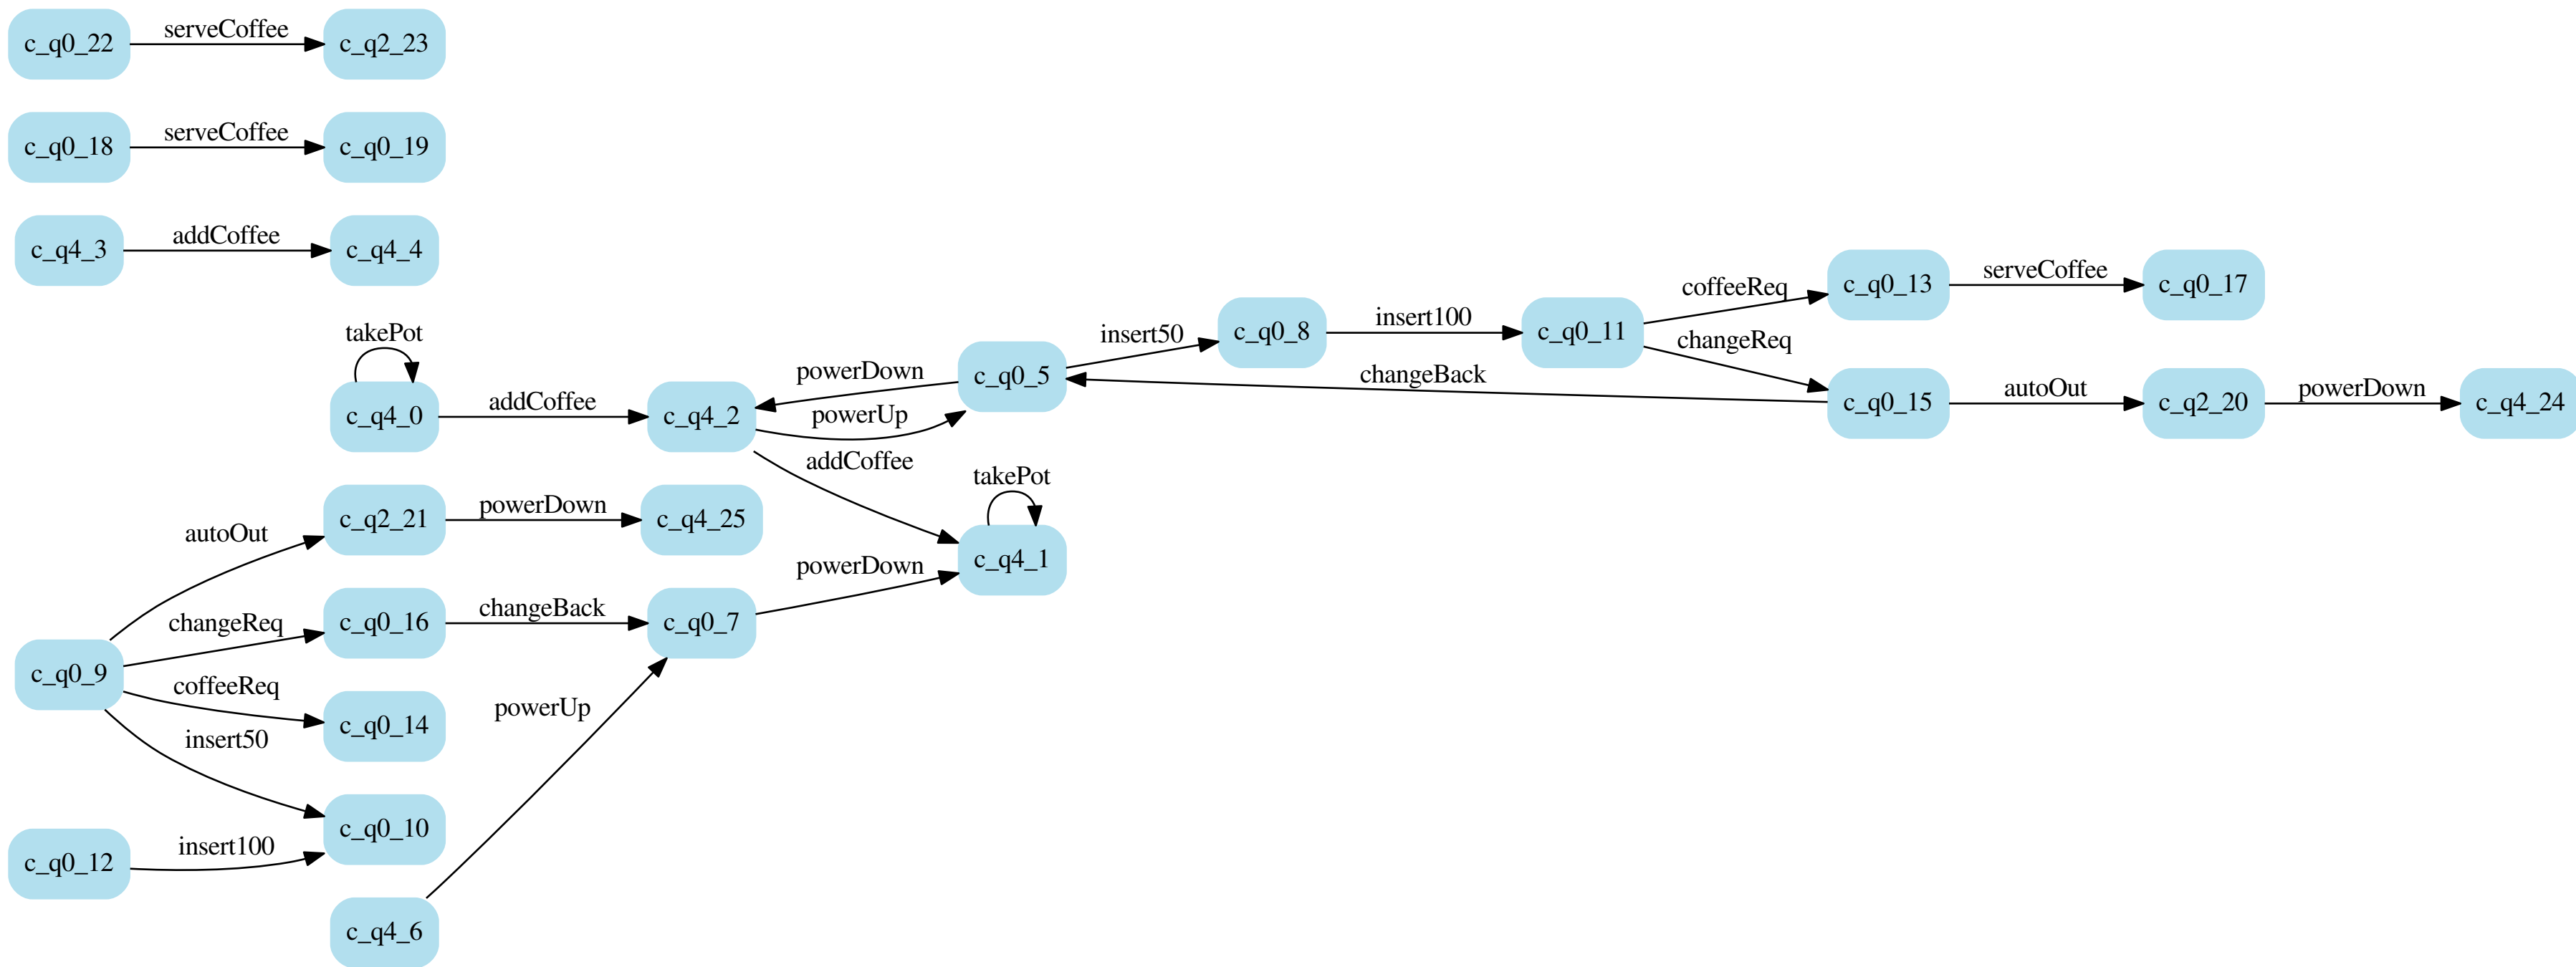 c_q0_22
serveCoffee
c_q2_23
c_q0_18
serveCoffee
c_q0_19
c_q4_3
addCoffee
c_q4_4
takePot
c_q4_0
addCoffee
c_q4_2
powerDown
powerUp
addCoffee
c_q0_5
insert50
c_q0_8
insert100
c_q0_11
coffeeReq
changeReq
changeBack
c_q0_13
serveCoffee
c_q0_17
c_q0_15
autoOut
c_q2_20
powerDown
c_q4_24
takePot
c_q4_1
autoOut
c_q2_21
powerDown
c_q4_25
changeReq
c_q0_16
changeBack
c_q0_7
powerDown
c_q0_9
coffeeReq
c_q0_14
insert50
c_q0_10
c_q0_12
insert100
powerUp
c_q4_6